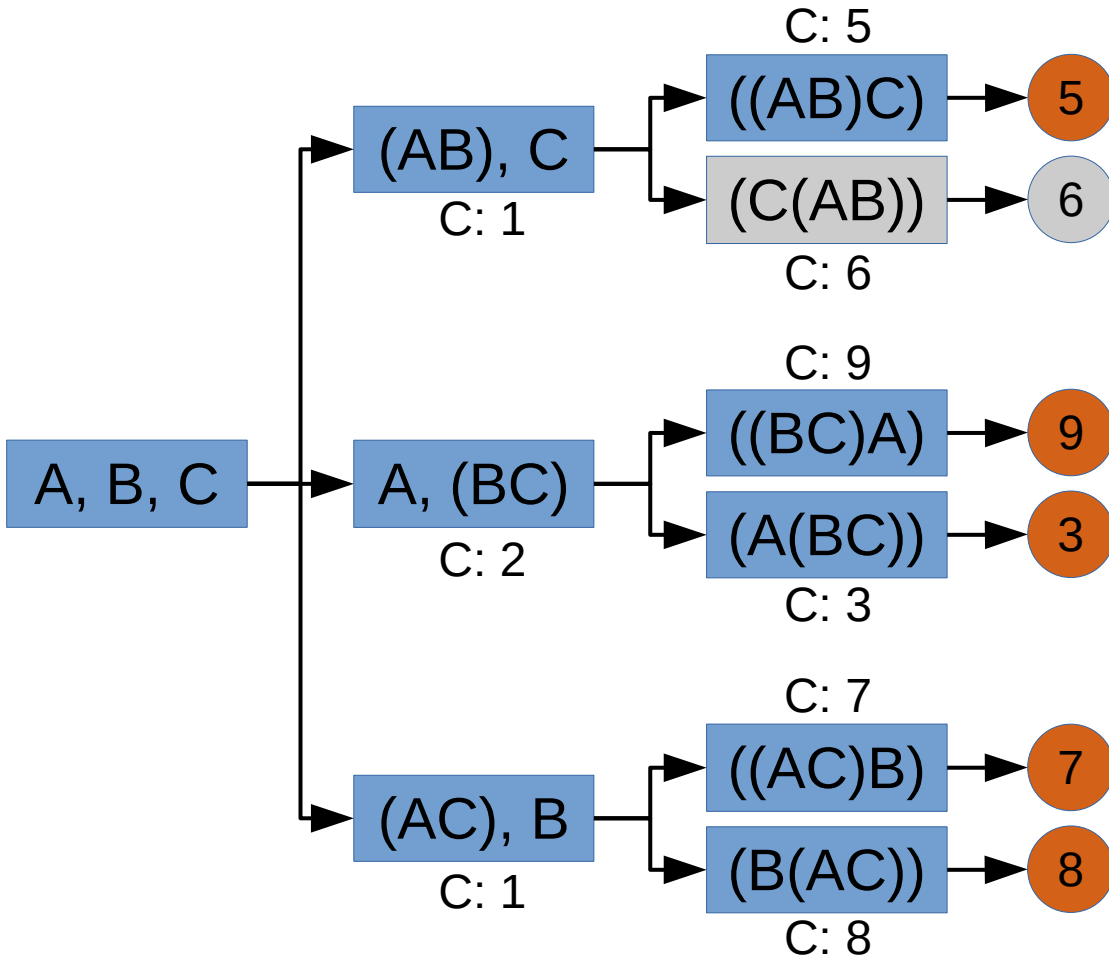 C: 5
((AB)C)
5
(AB), C
C: 1
(C(AB))
6
C: 6
C: 9
((BC)A)
9
A, B, C
A, (BC)
C: 2
(A(BC))
3
C: 3
C: 7
((AC)B)
7
(AC), B
C: 1
(B(AC))
8
C: 8